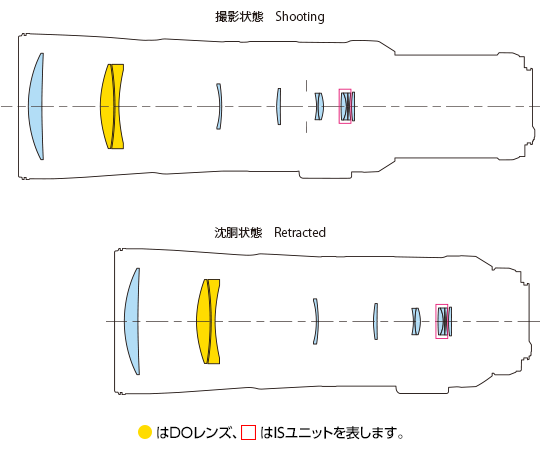 撮影状態 Shooting
沈胴状態 Retracted
はDOレンズ、 はISユニットを表します。